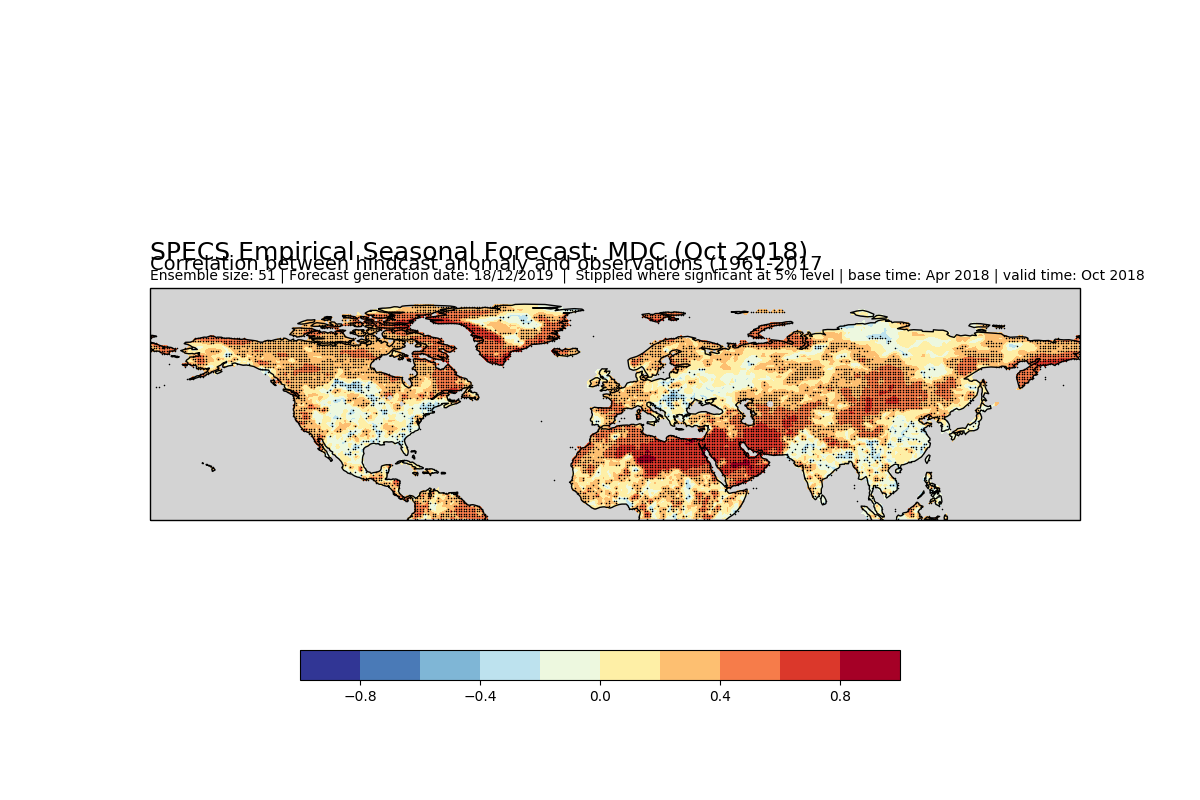 SPECS Empirical Seasonal Forecast: MDC (Oct 2018)
Correlation between hindcast anomaly and observations (1961-2017
Ensemble size: 51 | Forecast generation date: 18/12/2019 | Stippled where signficant at 5% level | base time: Apr 2018 | valid time: Oct 2018
−0.8 −0.4 0.0 0.4 0.8